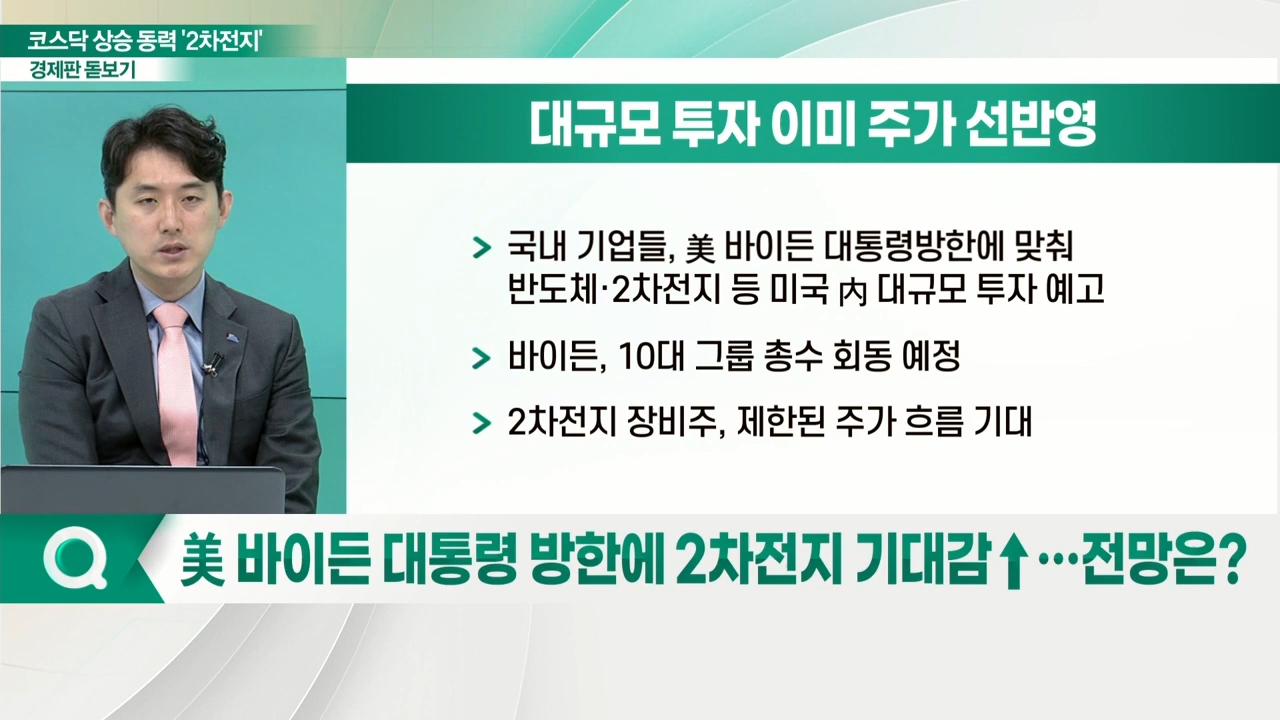 코스닥 상승 동력 '2차전지'
경제판 돋보기
대규모 투자 이미 주가 선반영
국내 기업들, 美 바이든 대통령방한에 맞춰
반도체·2차전지 등 미국 内 대규모 투자 예고
바이든, 10대 그룹 총수 회동 예정
2차전지 장비주, 제한된 주가 흐름 기대
Q 美 바이든 대통령 방한에 2차전지 기대감↑…전망은?